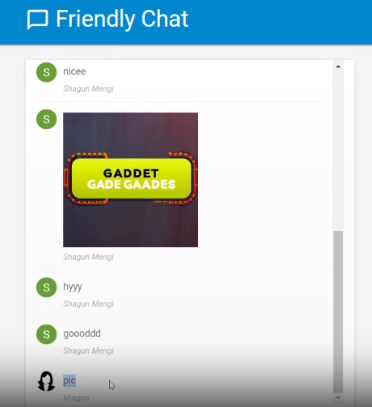 Friendly Chat
S
nicee
Shagun Mengi
S
GADDET
GADE GAADES
Shagun Mengi
S
hyyy
Shagun Mengi
S
goooddd
Shagun Mengi
pic
shagun